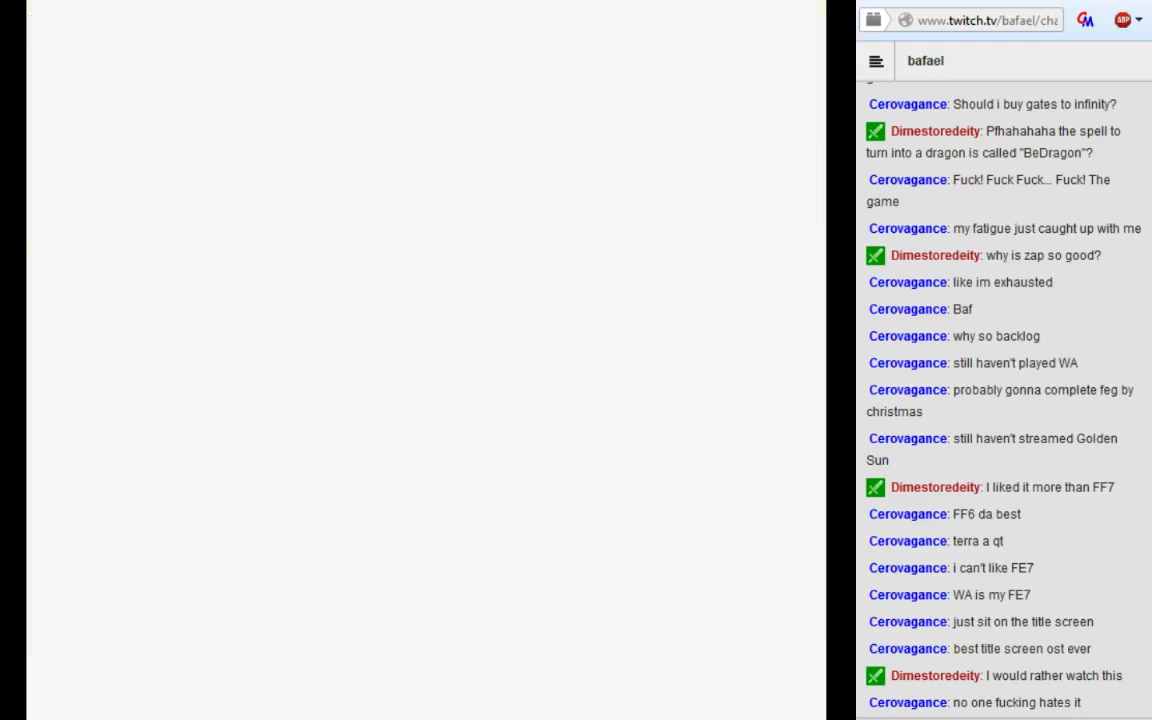 www.twitch.tv/bafael/cha
GM
ABP
bafael
Cerovagance: Should i buy gates to infinity?
Dimestoredeity: Pfhahahaha the spell to
turn into a dragon is called "BeDragon"?
Cerovagance: Fuck! Fuck Fuck... Fuck! The
game
Cerovagance: my fatigue just caught up with me
Dimestoredeity: why is zap so good?
Cerovagance: like im exhausted
Cerovagance: Baf
Cerovagance: why so backlog
Cerovagance: still haven't played WA
Cerovagance: probably gonna complete feg by
christmas
Cerovagance: still haven't streamed Golden
Sun
Dimestoredeity: I liked it more than FF7
Cerovagance: FF6 da best
Cerovagance: terra a qt
Cerovagance: i can't like FE7
Cerovagance: WA is my FE7
Cerovagance: just sit on the title screen
Cerovagance: best title screen ost ever
Dimestoredeity: I would rather watch this
Cerovagance: no one fucking hates it